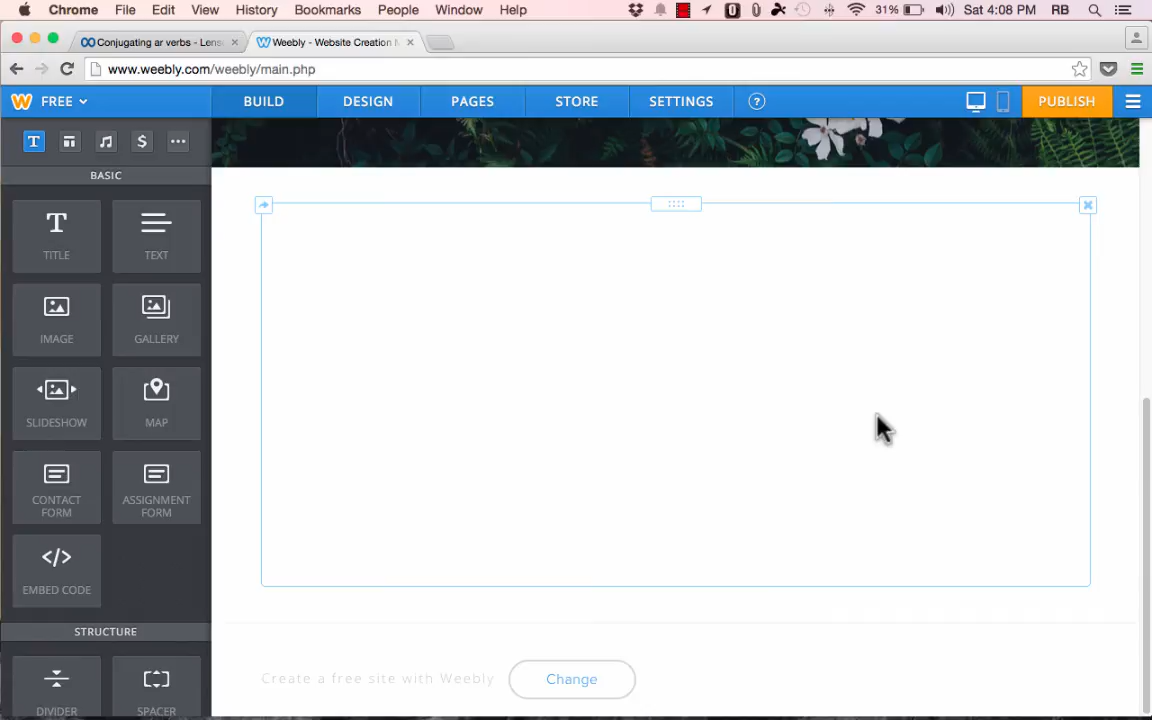 Chrome File Edit View History Bookmarks People Window Help 31% Sat 4:08 PM RB
Conjugating ar verbs - Lens Weebly - Website Creation
www.weebly.com/weebly/main.php
FREE BUILD DESIGN PAGES STORE SETTINGS ? PUBLISH
T $
BASIC
TITLE TEXT
IMAGE GALLERY
SLIDESHOW MAP
CONTACT FORM ASSIGNMENT FORM
EMBED CODE
STRUCTURE
DIVIDER SPACER
Create a free site with Weebly Change